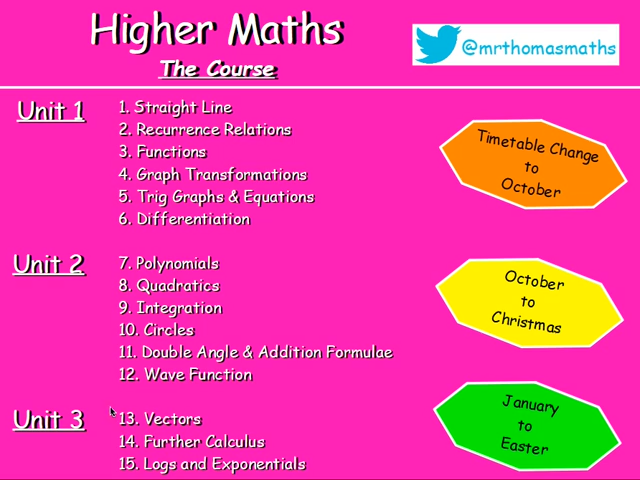 Higher Maths
The Course
@mrthomasmaths
Unit 1
1. Straight Line
2. Recurrence Relations
3. Functions
4. Graph Transformations
5. Trig Graphs & Equations
6. Differentiation
Timetable Change
to
October
Unit 2
7. Polynomials
8. Quadratics
9. Integration
10. Circles
11. Double Angle & Addition Formulae
12. Wave Function
October
to
Christmas
Unit 3
13. Vectors
14. Further Calculus
15. Logs and Exponentials
January
to
Easter